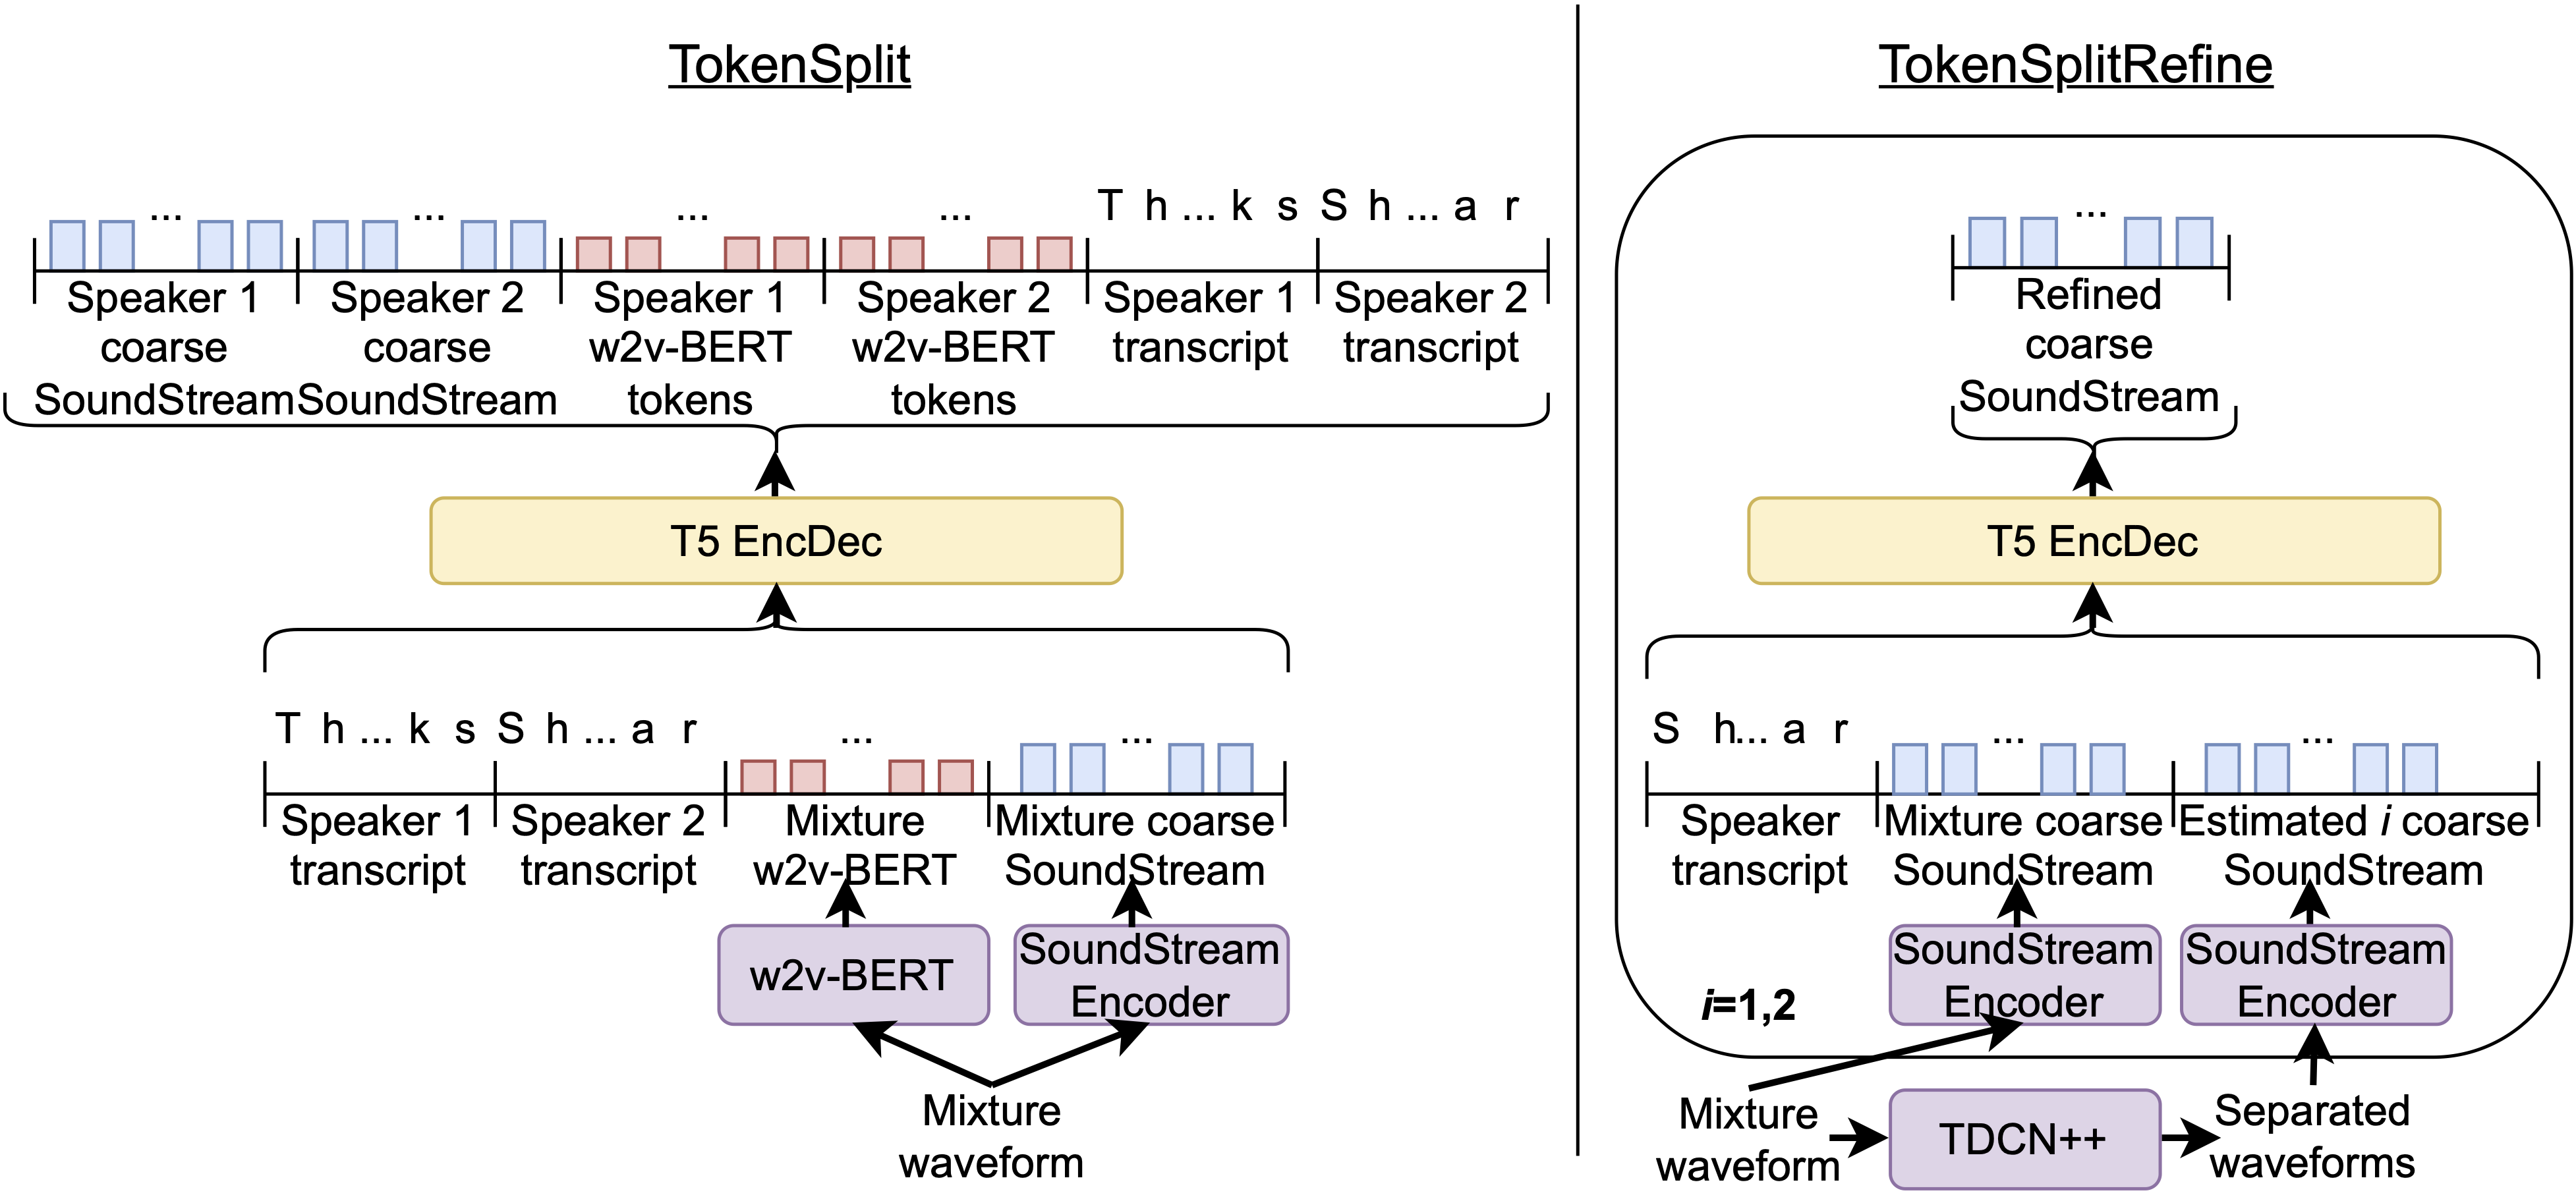 TokenSplit
T h ... k s S h ... a r
... ... ... ...
Speaker 1 Speaker 2 Speaker 1 Speaker 2 Speaker 1 Speaker 2
coarse coarse w2v-BERT w2v-BERT transcript transcript
SoundStream SoundStream tokens tokens
T5 EncDec
T h ... k s S h ... a r ... ...
Speaker 1 Speaker 2 Mixture Mixture coarse
transcript transcript w2v-BERT SoundStream
w2v-BERT
SoundStream
Encoder
Mixture
waveform
TokenSplitRefine
...
Refined
coarse
SoundStream
T5 EncDec
S h... a r ... ...
Speaker Mixture coarse Estimated i coarse
transcript SoundStream SoundStream
SoundStream SoundStream
i=1,2 Encoder Encoder
Mixture TDCN++ Separated
waveform waveforms